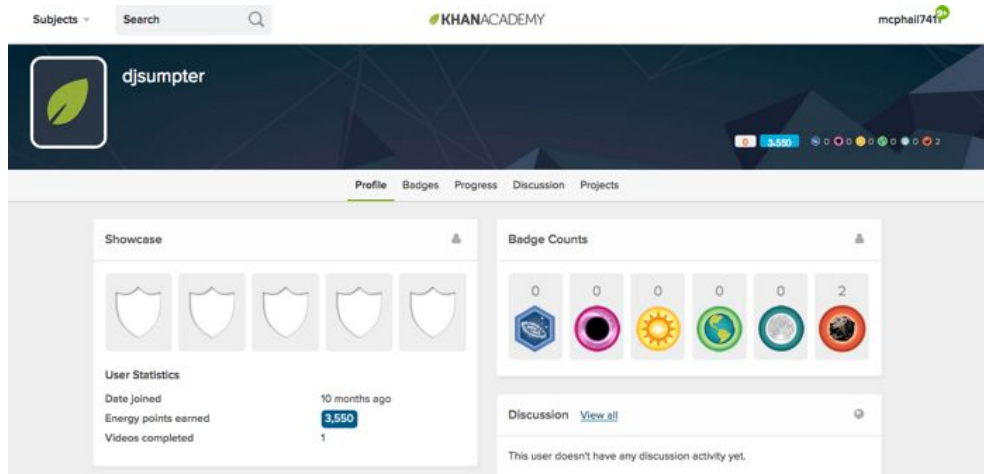 Subjects
Search
KHANACADEMY
djsumpter
0 3,550 0 0 0 0 0 2
Profile Badges Progress Discussion Projects
Showcase
Badge Counts
0 0 0 0 0 2
User Statistics
Date joined 10 months ago
Energy points earned 3,550
Videos completed 1
Discussion View all
This user doesn't have any discussion activity yet.